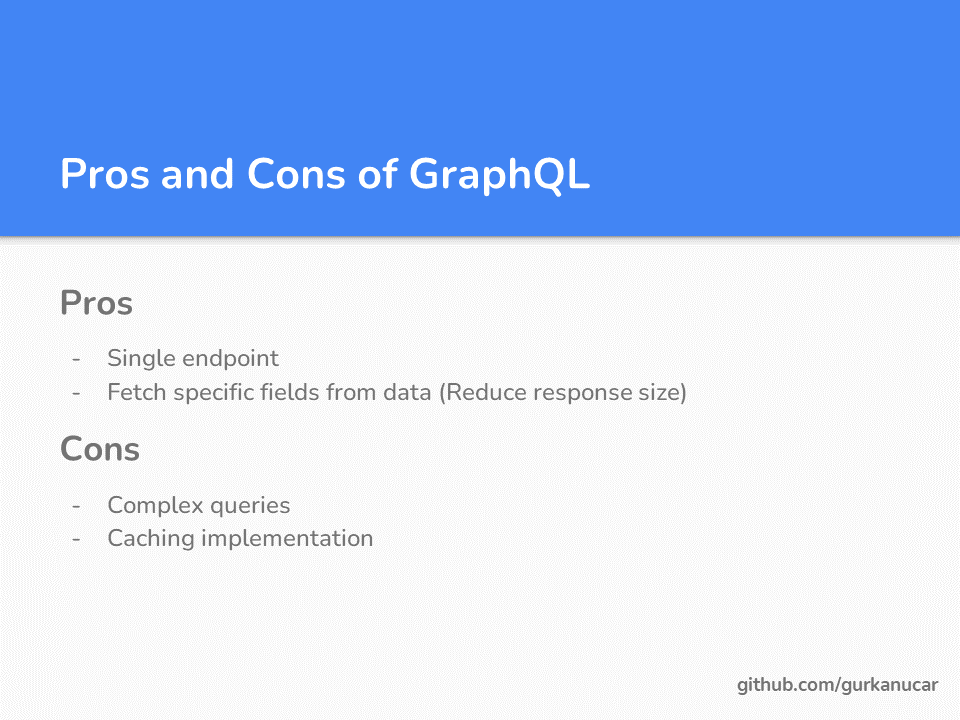 Pros and Cons of GraphQL
Pros
- Single endpoint
- Fetch specific fields from data (Reduce response size)
Cons
- Complex queries
- Caching implementation
github.com/gurkanucar